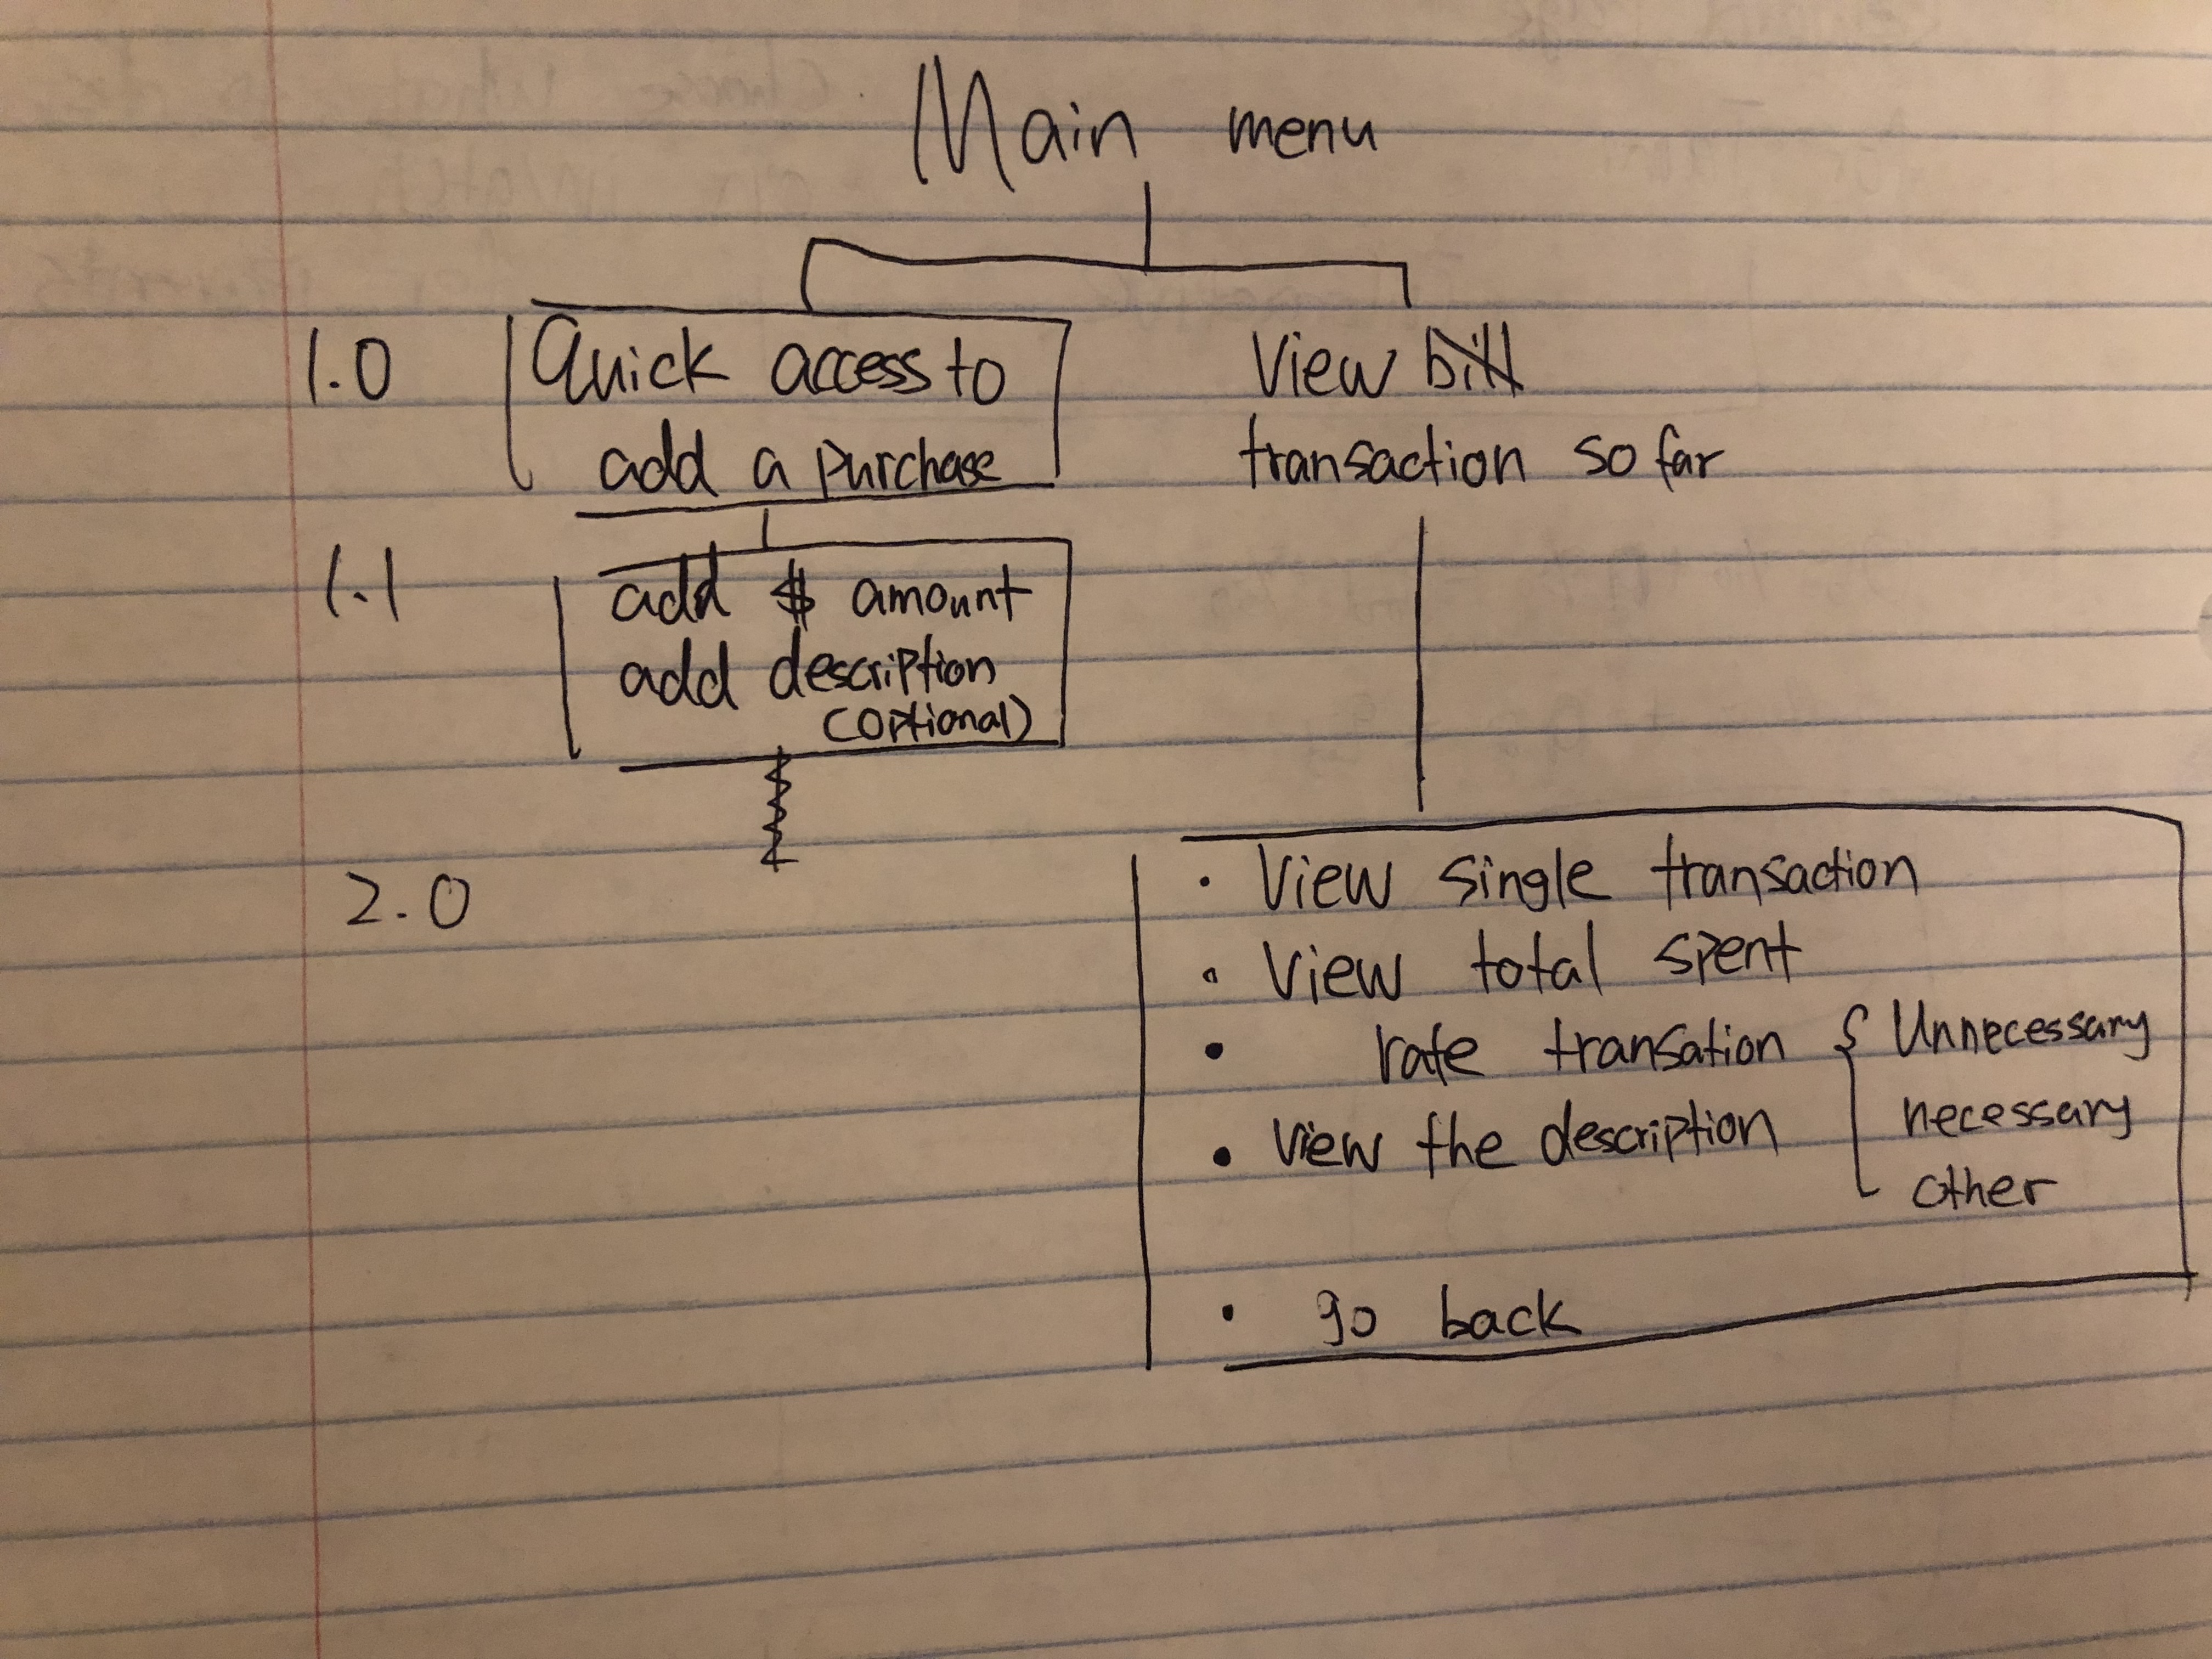 Main menu
1.0
Quick access to
add a purchase
View bill
transaction so far
1.1
add $ amount
add description
(optional)
2.0
· View single transaction
· View total spent
· rate transation { Unnecessary
necessary
· view the description
other
· go back